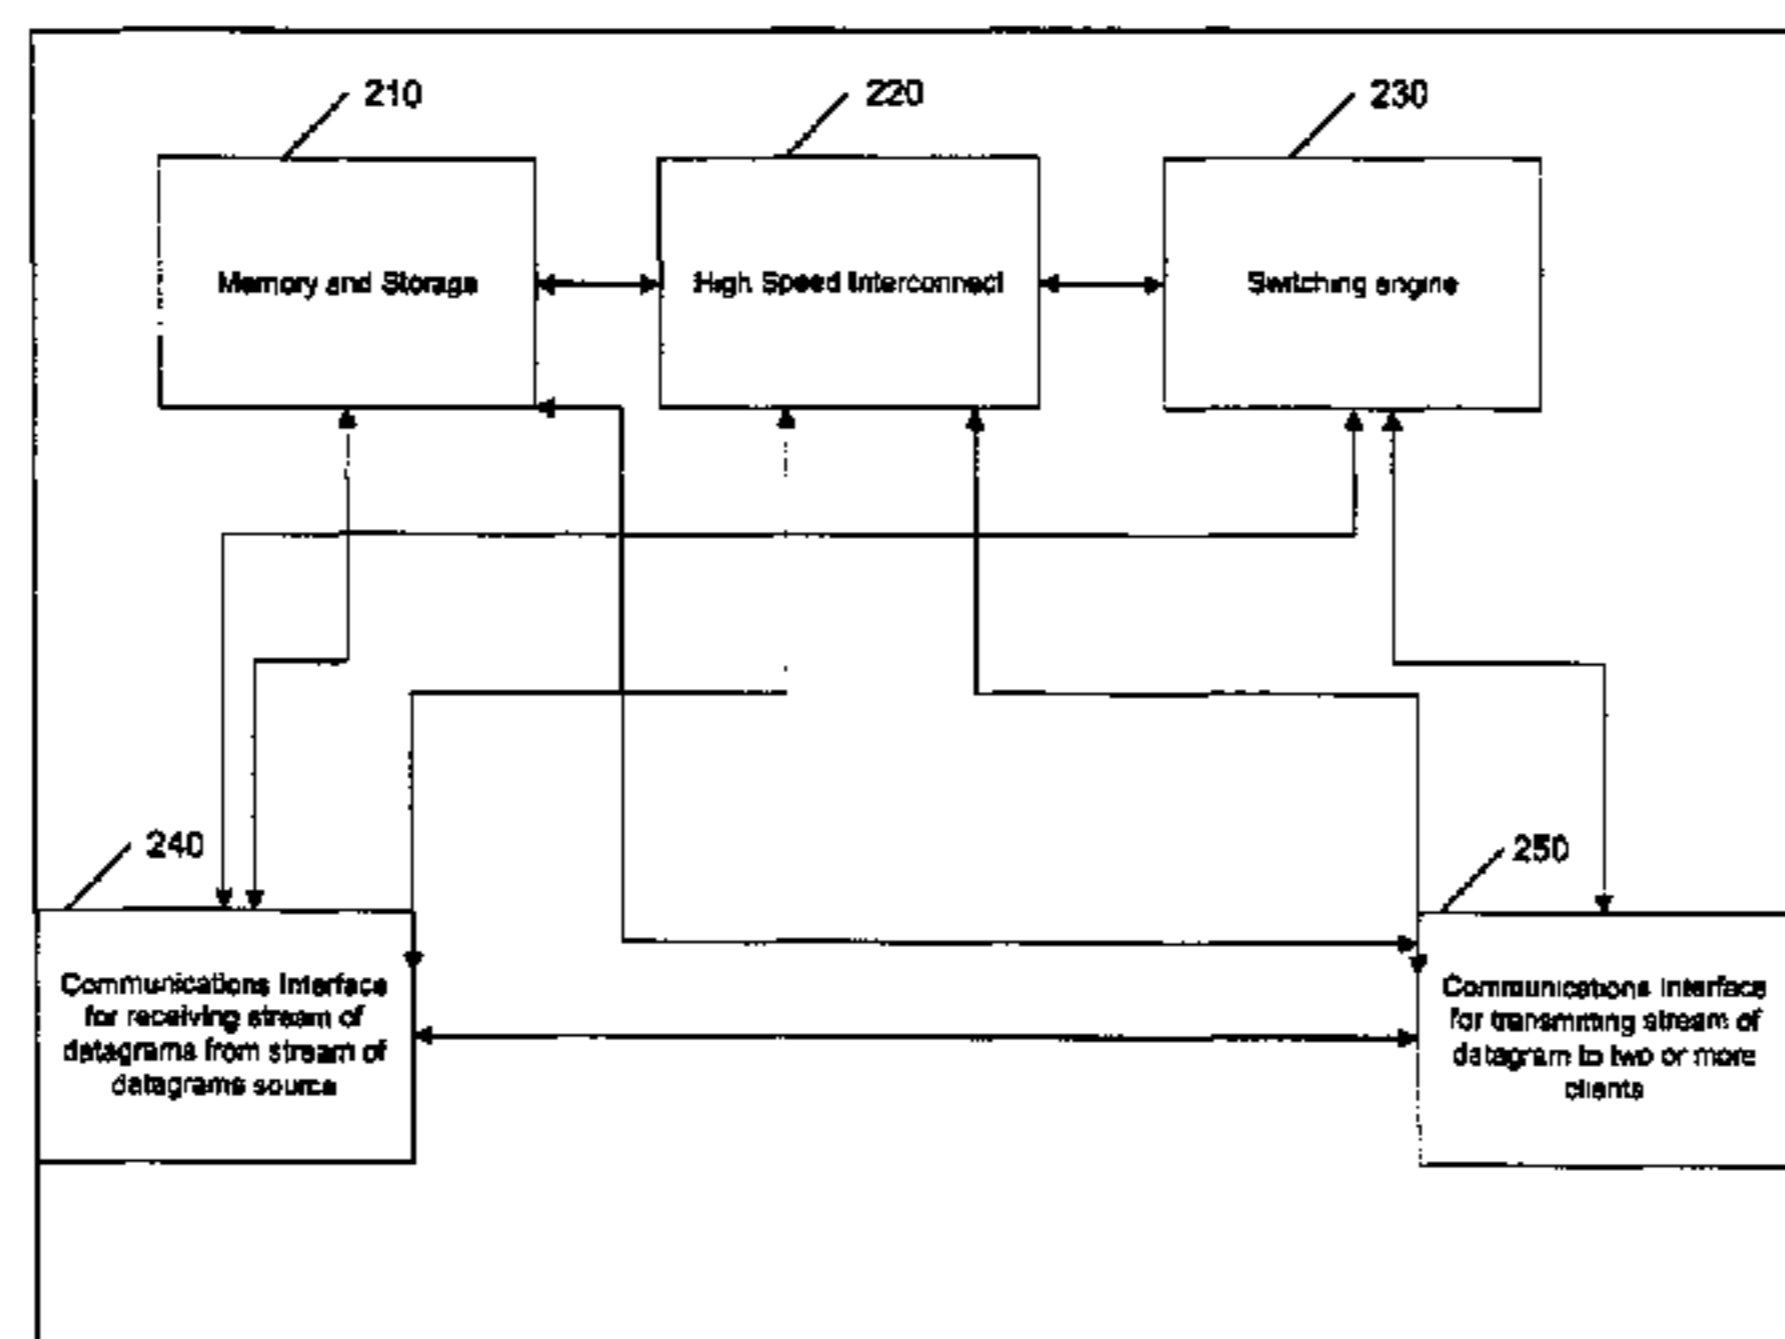 210
220
230
Memory and Storage
High Speed Interconnect
Switching engine
240
250
Communications Interface
for receiving stream of
datagrams from stream of
datagrams source
Communications Interface
for transmitting stream of
datagram to two or more
clients